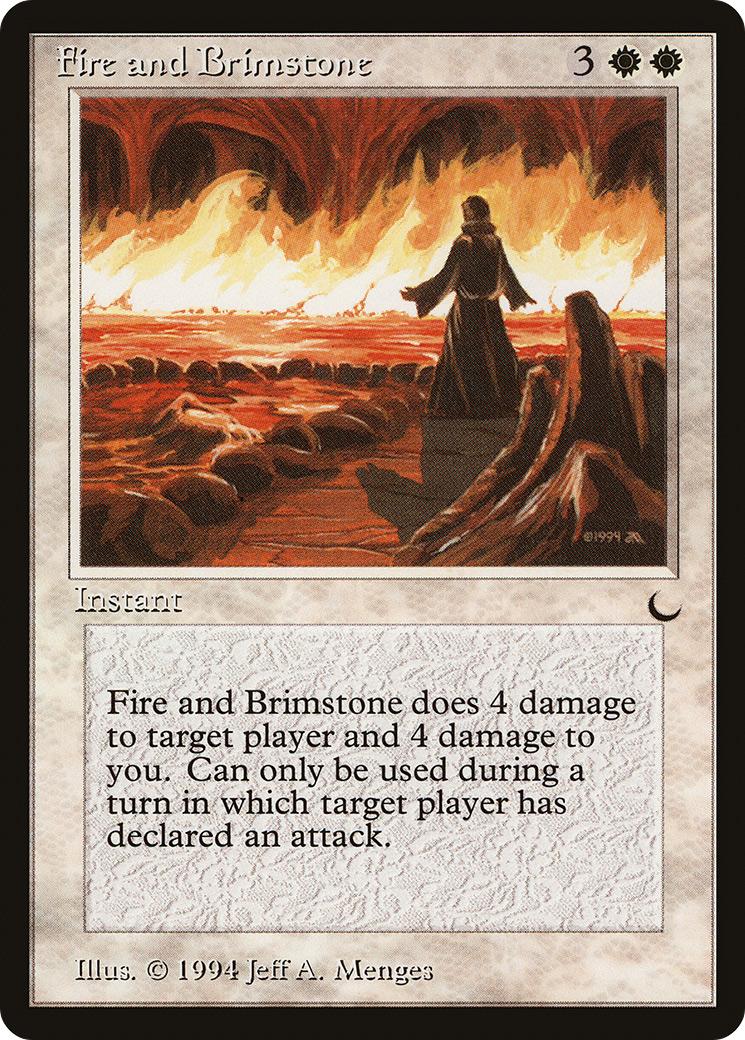 Fire and Brimstone 3
©1994
Instant
Fire and Brimstone does 4 damage
to target player and 4 damage to
you. Can only be used during a
turn in which target player has
declared an attack.
Illus. © 1994 Jeff A. Menges